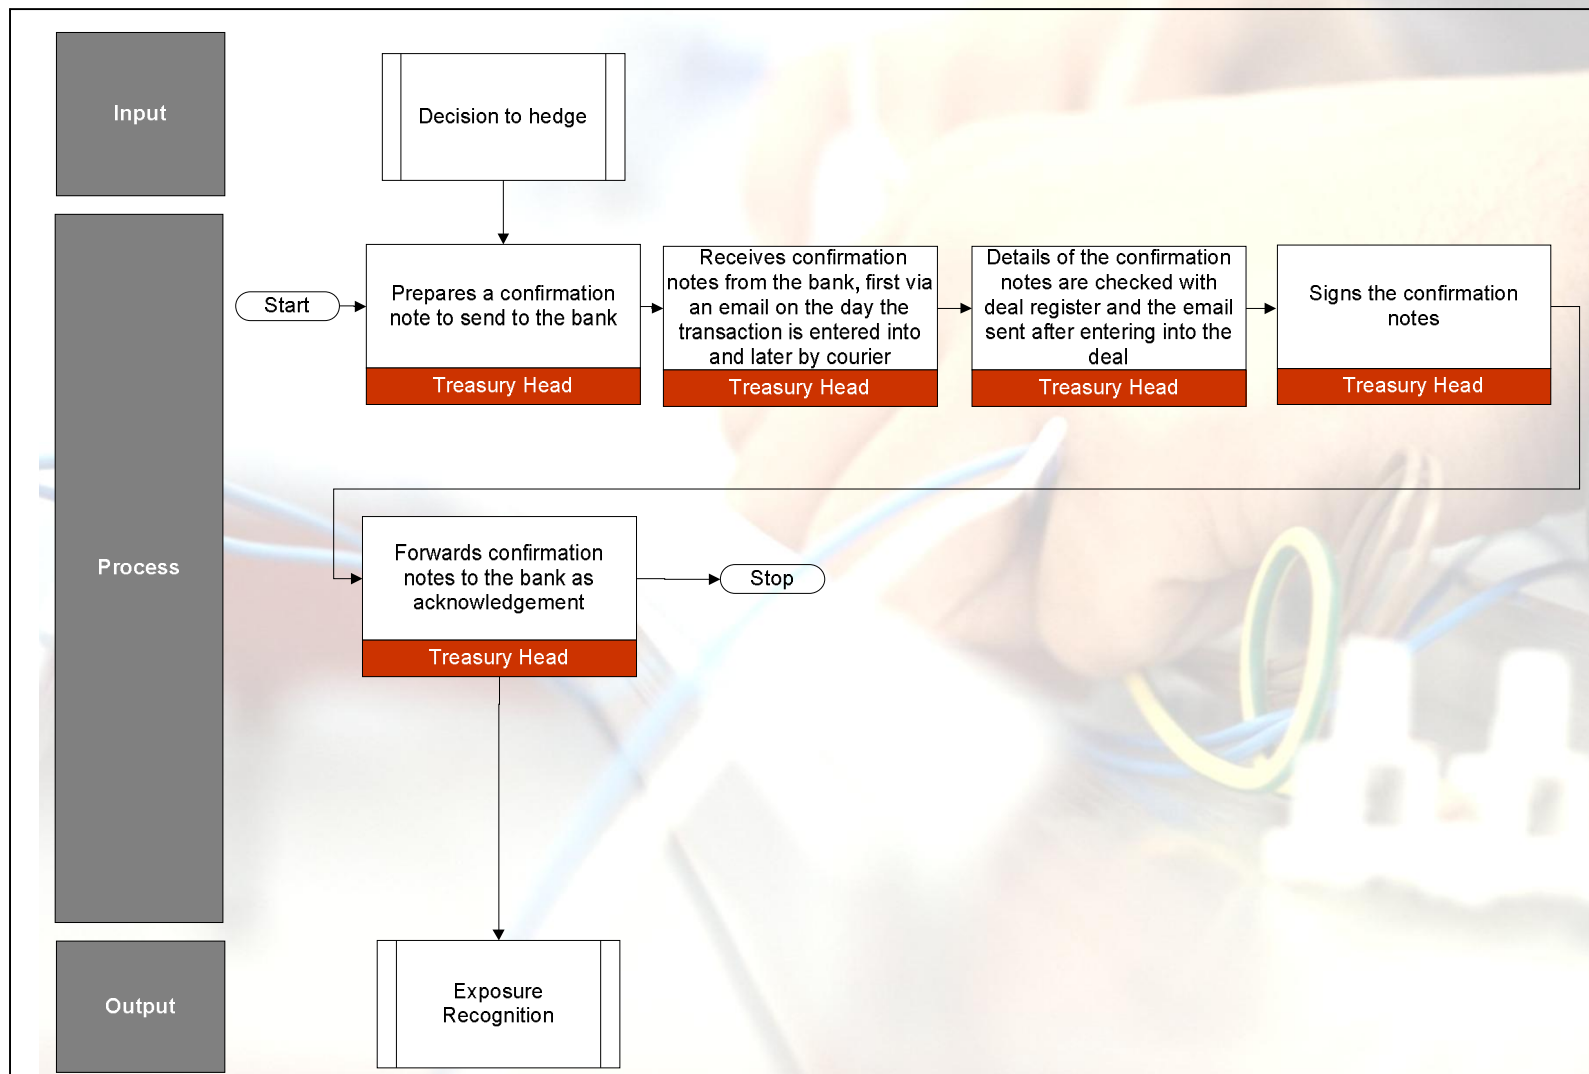 Input
Decision to hedge
Process
Start
Prepares a confirmation
note to send to the bank
Treasury Head
Receives confirmation
notes from the bank, first via
an email on the day the
transaction is entered into
and later by courier
Treasury Head
Details of the confirmation
notes are checked with
deal register and the email
sent after entering into the
deal
Treasury Head
Signs the confirmation
notes
Treasury Head
Forwards confirmation
notes to the bank as
acknowledgement
Treasury Head
Stop
Output
Exposure
Recognition